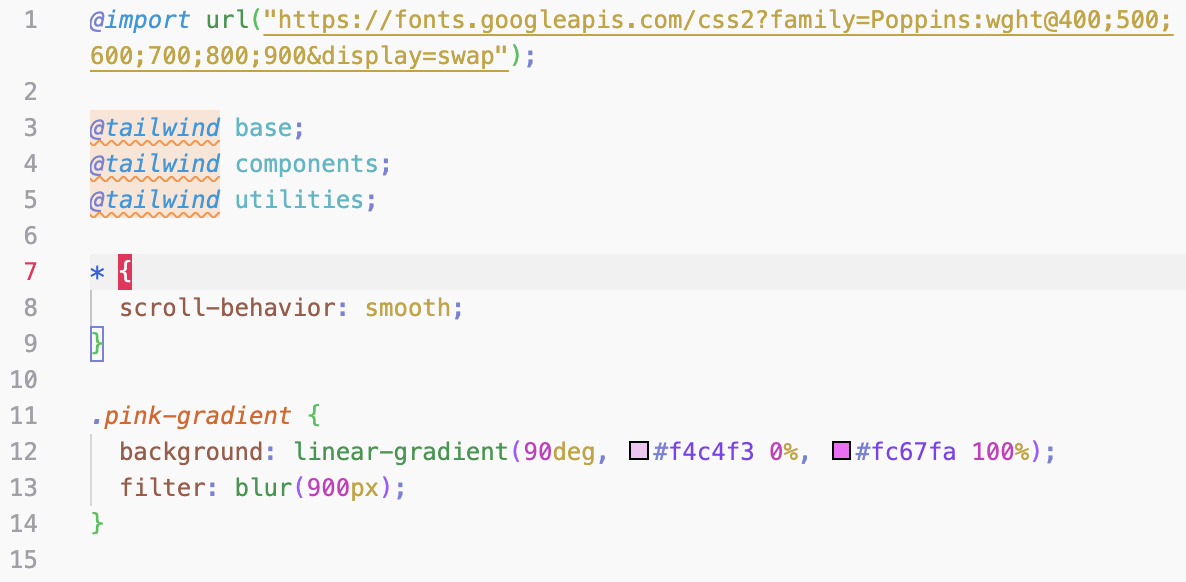 1 @import url("https://fonts.googleapis.com/css2?family=Poppins:wght@400;500;
600;700;800;900&display=swap");
2
3 @tailwind base;
4 @tailwind components;
5 @tailwind utilities;
6
7 * {
8 scroll-behavior: smooth;
9 }
10
11 .pink-gradient {
12 background: linear-gradient(90deg, #f4c4f3 0%, #fc67fa 100%);
13 filter: blur(900px);
14 }
15